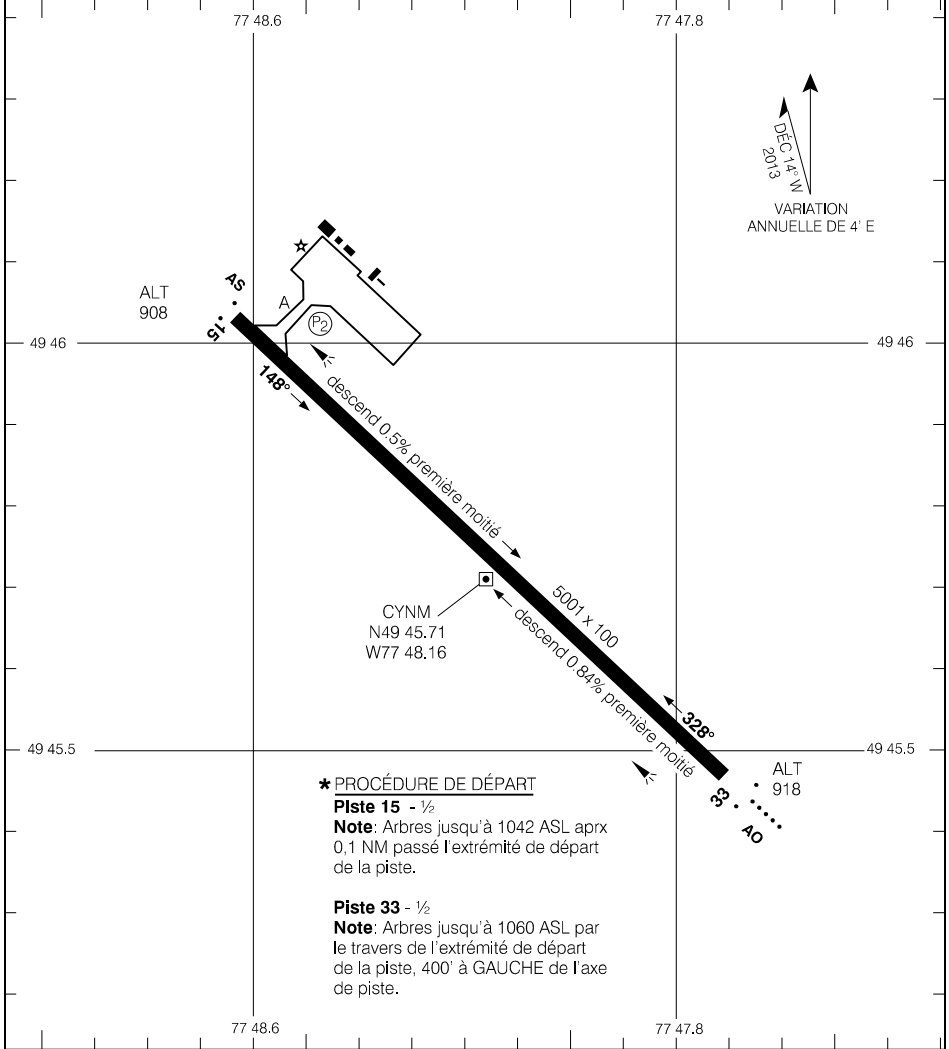 77 48.6
77 47.8
DÉC 14° W
2013
VARIATION
ANNUELLE DE 4' E
ALT
908
AS
15
A
P2
49 46
49 46
148°
descend 0.5% première moitié
CYNM
N49 45.71
W77 48.16
5001 x 100
descend 0.84% première moitié
328°
49 45.5
49 45.5
ALT
918
33
AO
* PROCÉDURE DE DÉPART
Piste 15 - ½
Note: Arbres jusqu'à 1042 ASL aprx
0,1 NM passé l'extrémité de départ
de la piste.
Piste 33 - ½
Note: Arbres jusqu'à 1060 ASL par
le travers de l'extrémité de départ
de la piste, 400' à GAUCHE de l'axe
de piste.
77 48.6
77 47.8